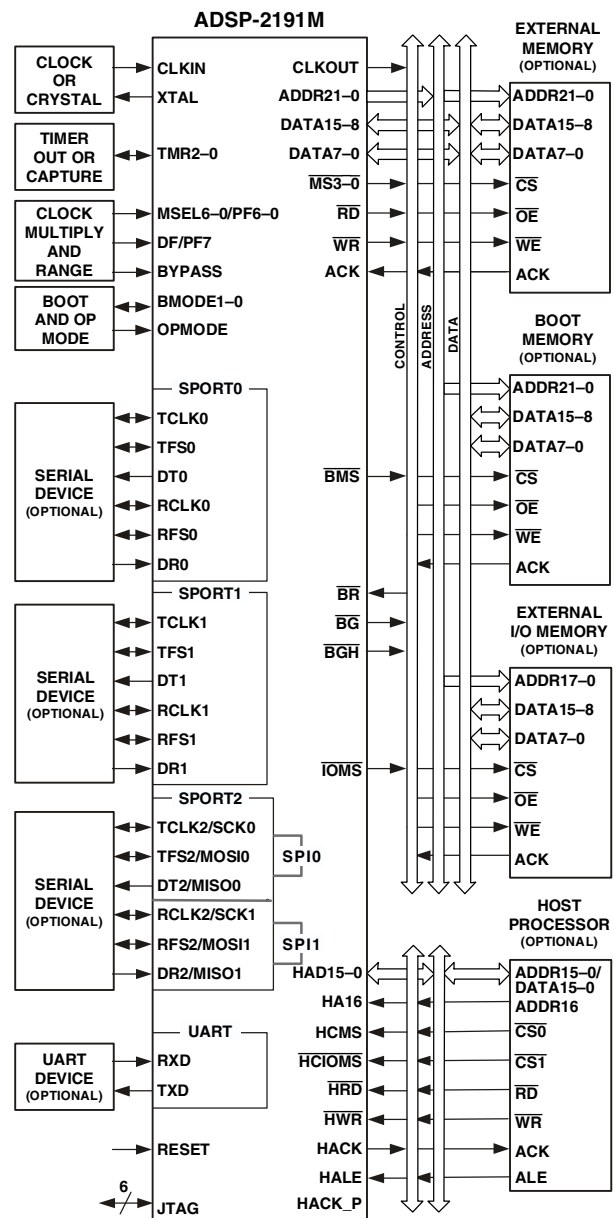 ADSP-2191M
CLOCK
OR
CRYSTAL
CLKIN
XTAL
TIMER
OUT OR
CAPTURE
TMR2–0
CLOCK
MULTIPLY
AND
RANGE
MSEL6–0/PF6–0
DF/PF7
BYPASS
BOOT
AND OP
MODE
BMODE1–0
OPMODE
SERIAL
DEVICE
(OPTIONAL)
SPORT0
TCLK0
TFS0
DT0
RCLK0
RFS0
DR0
SERIAL
DEVICE
(OPTIONAL)
SPORT1
TCLK1
TFS1
DT1
RCLK1
RFS1
DR1
SERIAL
DEVICE
(OPTIONAL)
SPORT2
TCLK2/SCK0
TFS2/MOSI0
DT2/MISO0
SPI0
RCLK2/SCK1
RFS2/MOSI1
DR2/MISO1
SPI1
UART
DEVICE
(OPTIONAL)
UART
RXD
TXD
RESET
6
JTAG
CLKOUT
ADDR21–0
DATA15–8
DATA7–0
MS3–0
RD
WR
ACK
BMS
BR
BG
BGH
IOMS
HAD15–0
HA16
HCMS
HCIOMS
HRD
HWR
HACK
HALE
HACK_P
CONTROL
ADDRESS
DATA
EXTERNAL
MEMORY
(OPTIONAL)
ADDR21–0
DATA15–8
DATA7–0
CS
OE
WE
ACK
BOOT
MEMORY
(OPTIONAL)
ADDR21–0
DATA15–8
DATA7–0
CS
OE
WE
ACK
EXTERNAL
I/O MEMORY
(OPTIONAL)
ADDR17–0
DATA15–8
DATA7–0
CS
OE
WE
ACK
HOST
PROCESSOR
(OPTIONAL)
ADDR15–0/
DATA15–0
ADDR16
CS0
CS1
RD
WR
ACK
ALE